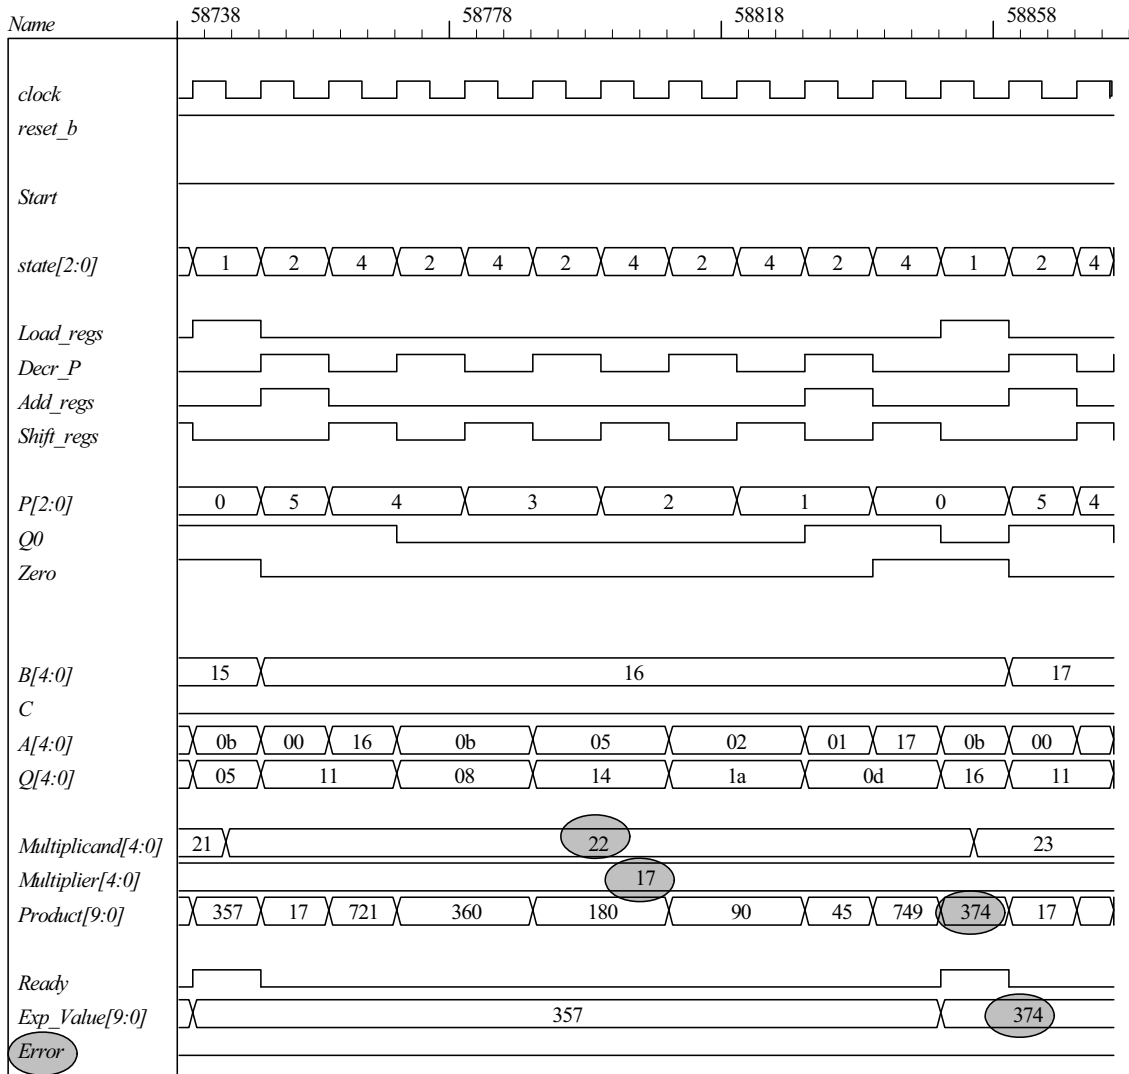 Name 58738 58778 58818 58858
clock
reset_b
Start
state[2:0] 1 2 4 2 4 2 4 2 4 2 4 1 2 4
Load_regs
Decr_P
Add_regs
Shift_regs
P[2:0] 0 5 4 3 2 1 0 5 4
Q0
Zero
B[4:0] 15 16 17
C
A[4:0] 0b 00 16 0b 05 02 01 17 0b 00
Q[4:0] 05 11 08 14 1a 0d 16 11
Multiplicand[4:0] 21 22 23
Multiplier[4:0] 17
Product[9:0] 357 17 721 360 180 90 45 749 374 17
Ready
Exp_Value[9:0] 357 374
Error